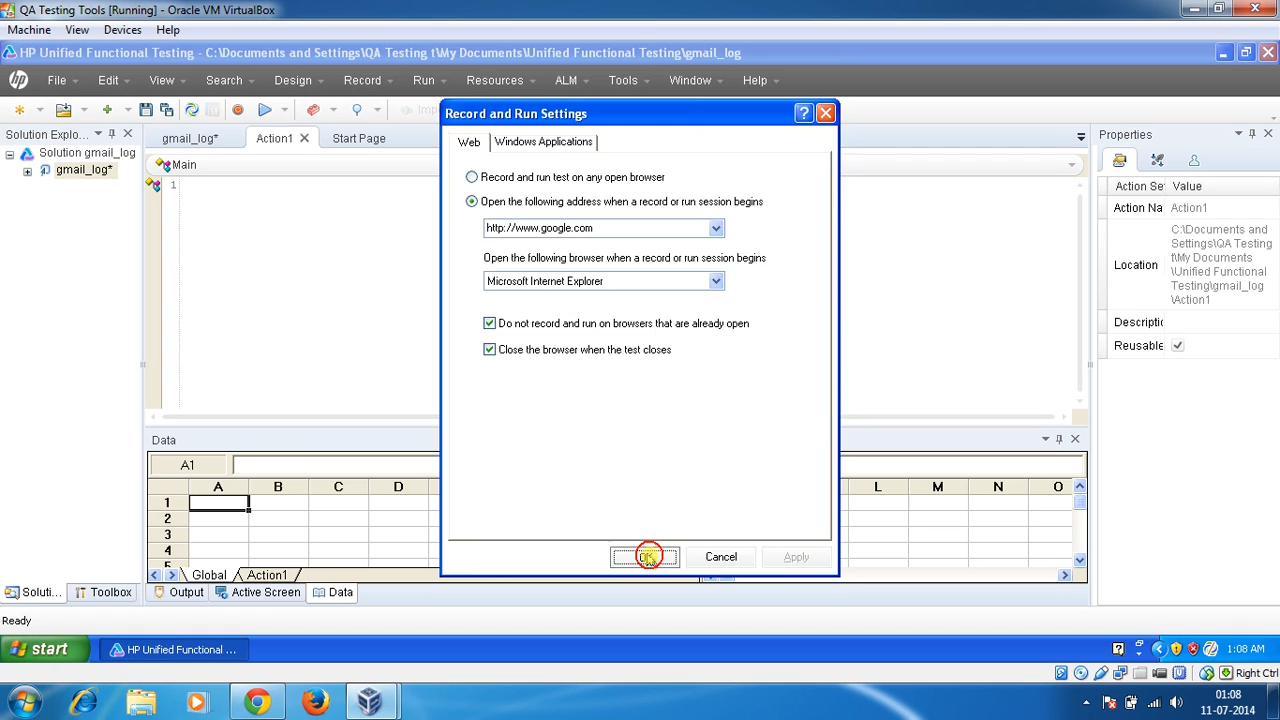 QA Testing Tools [Running] - Oracle VM VirtualBox
Machine View Devices Help
HP Unified Functional Testing - C:\Documents and Settings\QA Testing t\My Documents\Unified Functional Testing\gmail_log
hp File Edit View Search Design Record Run Resources ALM Tools Window Help
Solution Explo...
gmail_log* Action1 Start Page
Properties
Solution gmail_log
gmail_log*
Main
1
Record and Run Settings
Web Windows Applications
Record and run test on any open browser
Open the following address when a record or run session begins
http://www.google.com
Open the following browser when a record or run session begins
Microsoft Internet Explorer
Do not record and run on browsers that are already open
Close the browser when the test closes
OK Cancel Apply
Action Se Value
Action Na Action1
Location C:\Documents and
Settings\QA Testing
t\My Documents
\Unified Functional
Testing\gmail_log
\Action1
Descriptic
Reusable
Data
A1
A B C D L M N O
1
2
3
4
5
Global Action1
Soluti... Toolbox Output Active Screen Data
Ready
start HP Unified Functional ... 1:08 AM
Right Ctrl
01:08
11-07-2014